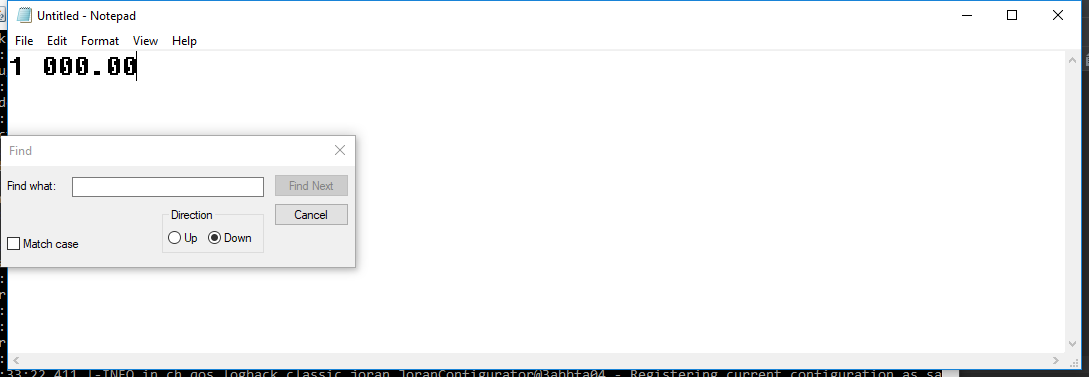 Untitled - Notepad
File Edit Format View Help
1 000.00
Find
Find what:
Find Next
Direction
Cancel
Up Down
Match case
:33:22,411 |-INFO in ch.qos.logback.classic.joran.JoranConfigurator@3abbfa04 - Registering current configuration as sa